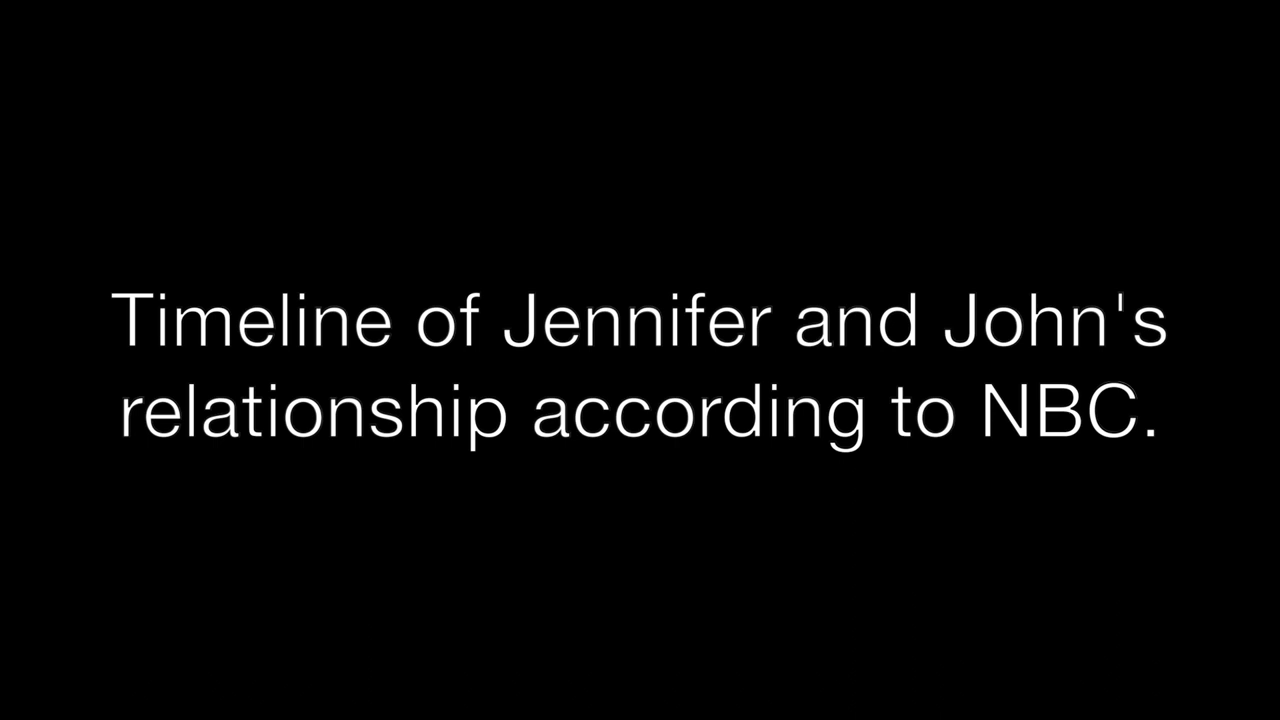 Timeline of Jennifer and John's
relationship according to NBC.